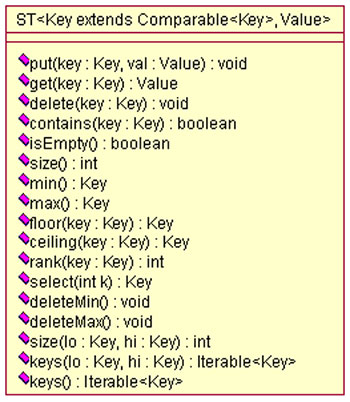 ST<Key extends Comparable<Key>, Value>
put(key : Key, val : Value) : void
get(key : Key) : Value
delete(key : Key) : void
contains(key : Key) : boolean
isEmpty() : boolean
size() : int
min() : Key
max() : Key
floor(key : Key) : Key
ceiling(key : Key) : Key
rank(key : Key) : int
select(int k) : Key
deleteMin() : void
deleteMax() : void
size(lo : Key, hi : Key) : int
keys(lo : Key, hi : Key) : Iterable<Key>
keys() : Iterable<Key>